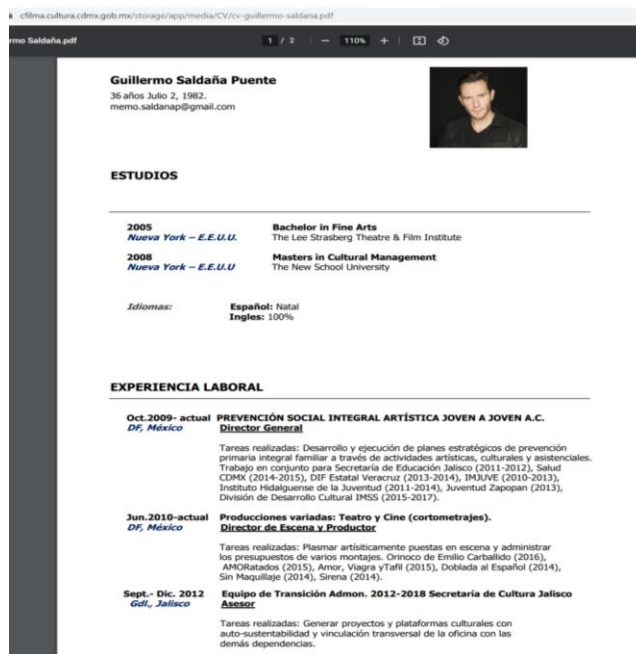 cfilma.cultura.cdmx.gob.mx/storage/app/media/CV/cv-guillermo-saldana.pdf
rmo Saldaña.pdf
1 / 2
110%
Guillermo Saldaña Puente
36 años Julio 2, 1982.
memo.saldanap@gmail.com
ESTUDIOS
2005 Bachelor in Fine Arts
Nueva York – E.E.U.U. The Lee Strasberg Theatre & Film Institute
2008 Masters in Cultural Management
Nueva York – E.E.U.U The New School University
Idiomas: Español: Natal
Ingles: 100%
EXPERIENCIA LABORAL
Oct.2009- actual PREVENCIÓN SOCIAL INTEGRAL ARTÍSTICA JOVEN A JOVEN A.C.
DF, México Director General
Tareas realizadas: Desarrollo y ejecución de planes estratégicos de prevención
primaria integral familiar a través de actividades artísticas, culturales y asistenciales.
Trabajo en conjunto para Secretaría de Educación Jalisco (2011-2012), Salud
CDMX (2014-2015), DIF Estatal Veracruz (2013-2014), IMJUVE (2010-2013),
Instituto Hidalguense de la Juventud (2011-2014), Juventud Zapopan (2013),
División de Desarrollo Cultural IMSS (2015-2017).
Jun.2010-actual Producciones variadas: Teatro y Cine (cortometrajes).
DF, México Director de Escena y Productor
Tareas realizadas: Plasmar artísiticamente puestas en escena y administrar
los presupuestos de varios montajes. Orinoco de Emilio Carballido (2016),
AMORatados (2015), Amor, Viagra yTafil (2015), Doblada al Español (2014),
Sin Maquillaje (2014), Sirena (2014).
Sept.- Dic. 2012 Equipo de Transición Admon. 2012-2018 Secretaría de Cultura Jalisco
Gdl., Jalisco Asesor
Tareas realizadas: Generar proyectos y plataformas culturales con
auto-sustentabilidad y vinculación transversal de la oficina con las
demás dependencias.